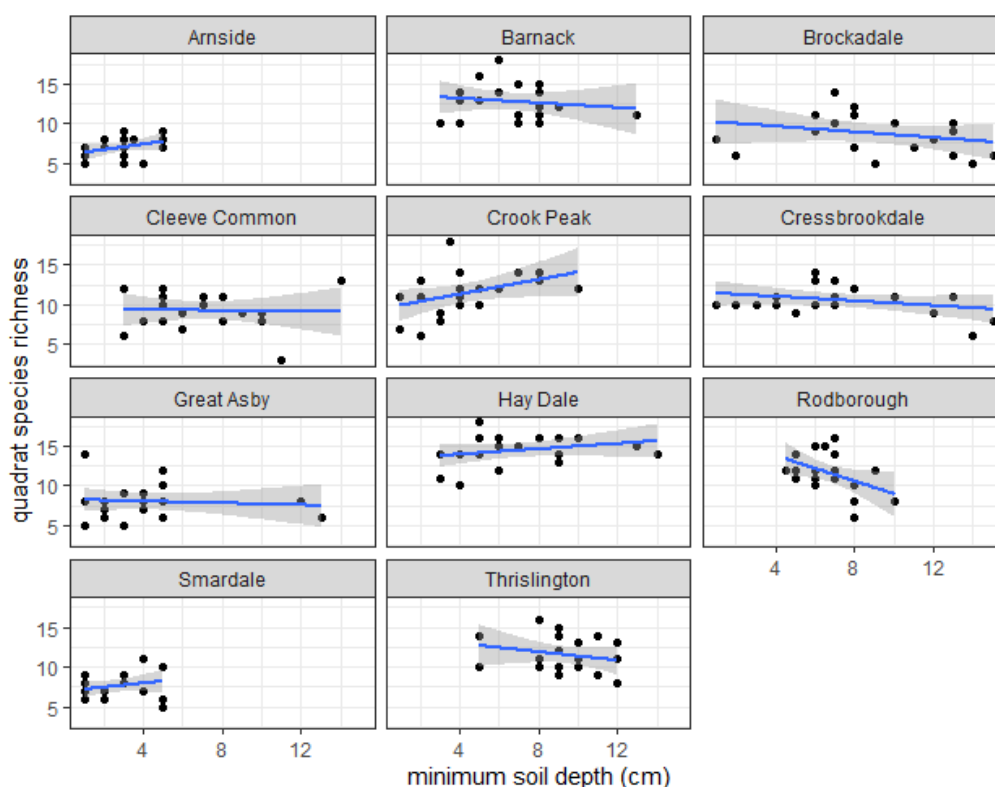 Arnside Barnack Brockadale
15
10
5
Cleeve Common Crook Peak Cressbrookdale
15
10
5
Great Asby Hay Dale Rodborough
15
10
5
4 8 12
Smardale Thrislington
15
10
5
4 8 12 4 8 12
minimum soil depth (cm)
quadrat species richness